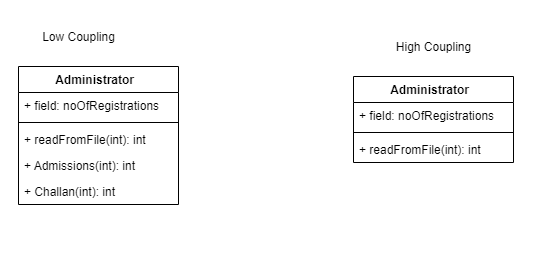 Low Coupling
Administrator
+ field: noOfRegistrations
+ readFromFile(int): int
+ Admissions(int): int
+ Challan(int): int
High Coupling
Administrator
+ field: noOfRegistrations
+ readFromFile(int): int